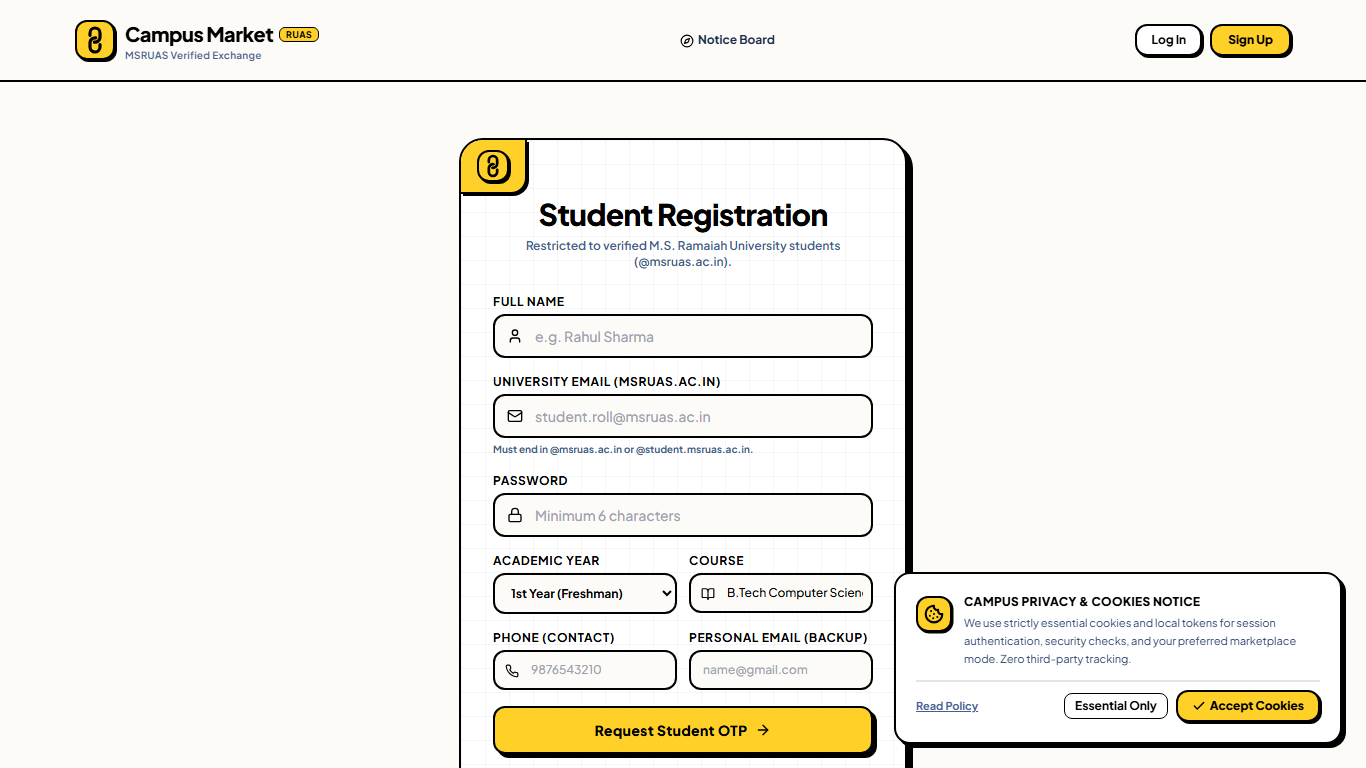 Campus Market RUAS
MSRUAS Verified Exchange
Notice Board
Log In
Sign Up
Student Registration
Restricted to verified M.S. Ramaiah University students
(@msruas.ac.in).
FULL NAME
e.g. Rahul Sharma
UNIVERSITY EMAIL (MSRUAS.AC.IN)
student.roll@msruas.ac.in
Must end in @msruas.ac.in or @student.msruas.ac.in.
PASSWORD
Minimum 6 characters
ACADEMIC YEAR
COURSE
1st Year (Freshman)
B.Tech Computer Scien
PHONE (CONTACT)
PERSONAL EMAIL (BACKUP)
9876543210
name@gmail.com
Request Student OTP
CAMPUS PRIVACY & COOKIES NOTICE
We use strictly essential cookies and local tokens for session
authentication, security checks, and your preferred marketplace
mode. Zero third-party tracking.
Read Policy
Essential Only
Accept Cookies